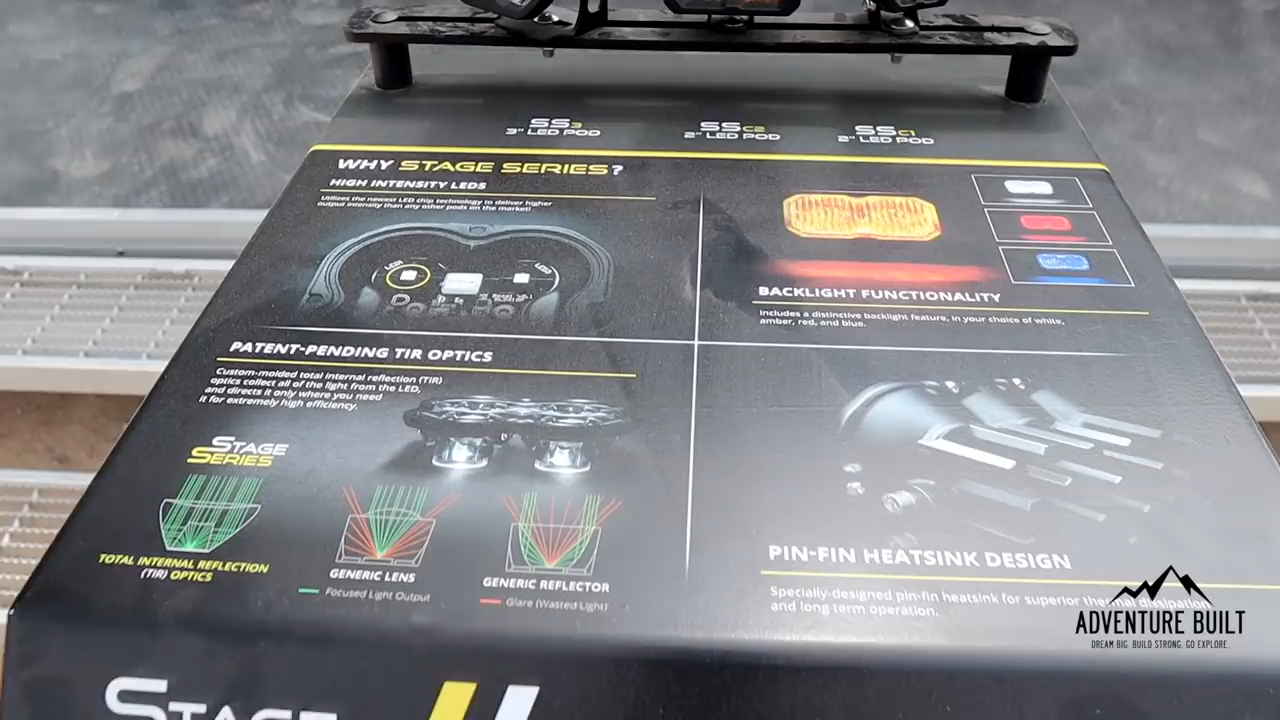 SS3
3" LED POD
SSC2
2" LED POD
SSC1
2" LED POD
WHY STAGE SERIES?
HIGH INTENSITY LEDS
Utilizes the newest LED chip technology to deliver higher
output intensity than any other pods on the market!
LED1
LED3
BACKLIGHT FUNCTIONALITY
Includes a distinctive backlight feature, in your choice of white,
amber, red, and blue.
PATENT-PENDING TIR OPTICS
Custom-molded total internal reflection (TIR)
optics collect all of the light from the LED,
and directs it only where you need
it for extremely high efficiency.
STAGE
SERIES
TOTAL INTERNAL REFLECTION
(TIR) OPTICS
GENERIC LENS
GENERIC REFLECTOR
Focused Light Output
Glare (Wasted Light)
PIN-FIN HEATSINK DESIGN
Specially-designed pin-fin heatsink for superior thermal dissipation
and long term operation.
ADVENTURE BUILT
DREAM BIG. BUILD STRONG. GO EXPLORE.
STAGE